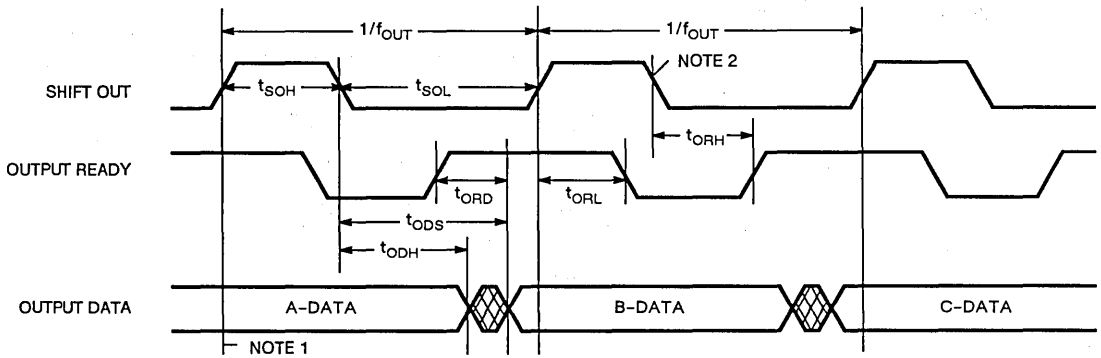 1/fOUT 1/fOUT
SHIFT OUT tSOH tSOL NOTE 2
tORH
OUTPUT READY
tORD tORL
tODS
tODH
OUTPUT DATA A-DATA B-DATA C-DATA
NOTE 1